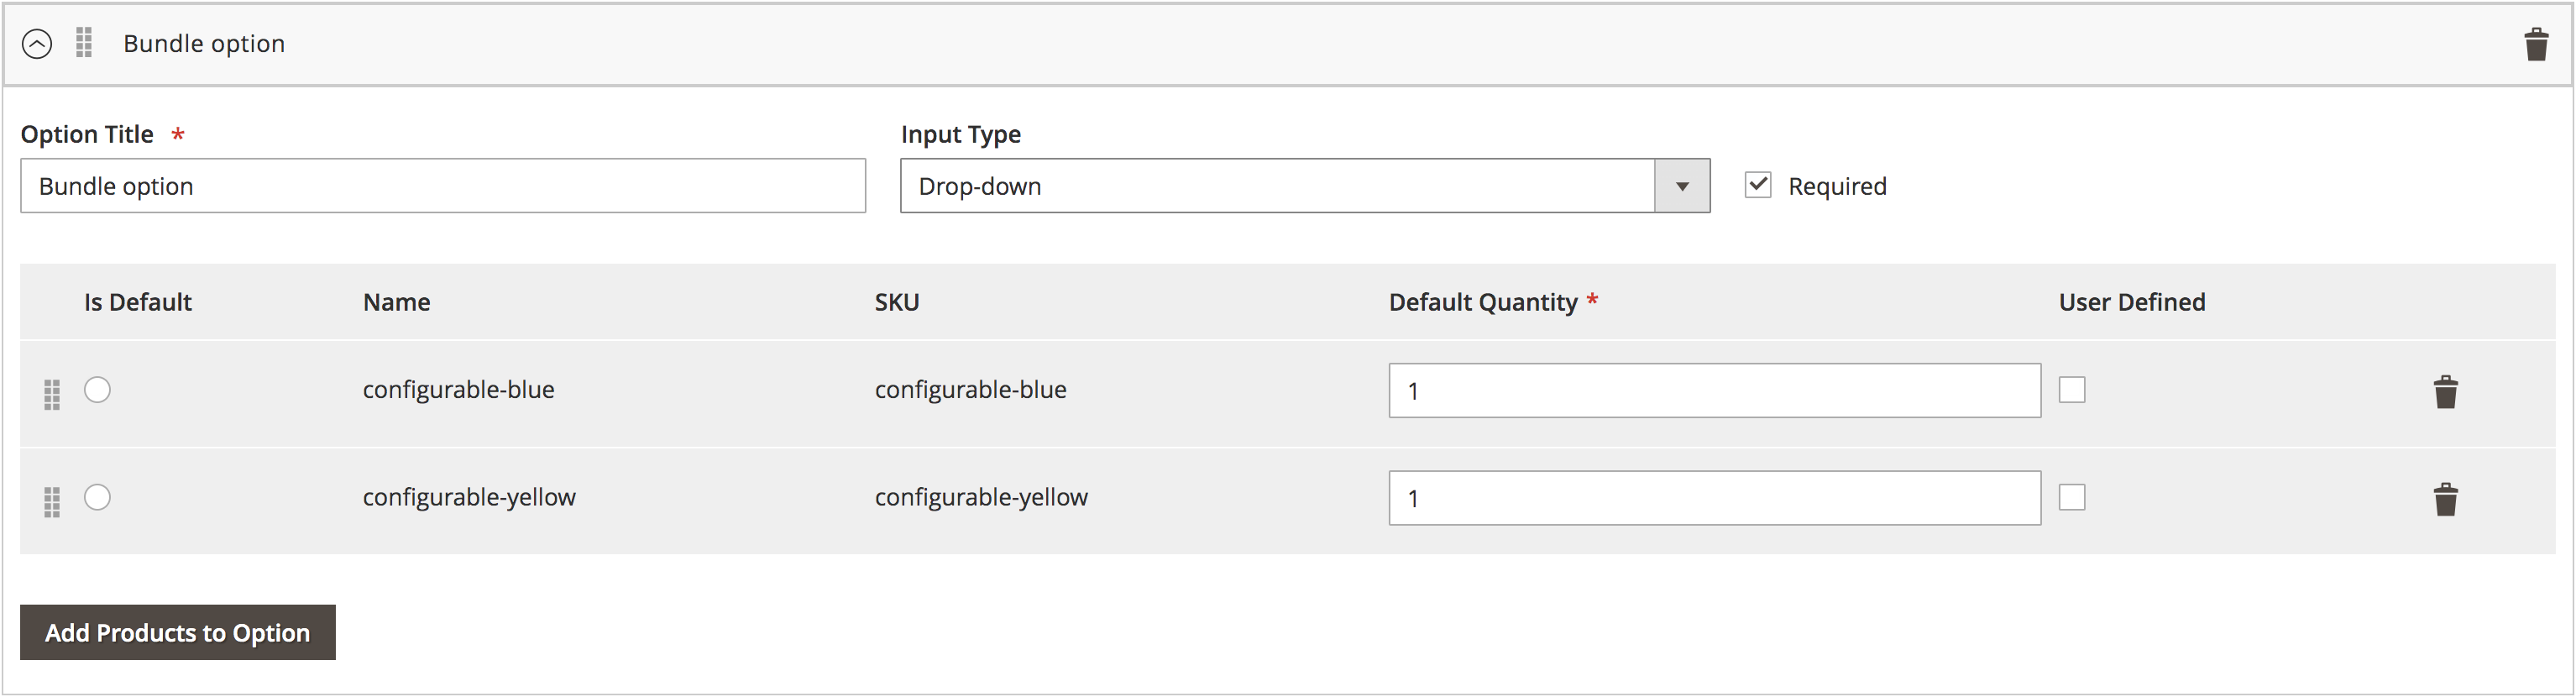 Bundle option
Option Title * Input Type
Bundle option Drop-down Required
Is Default Name SKU Default Quantity * User Defined
configurable-blue configurable-blue 1
configurable-yellow configurable-yellow 1
Add Products to Option